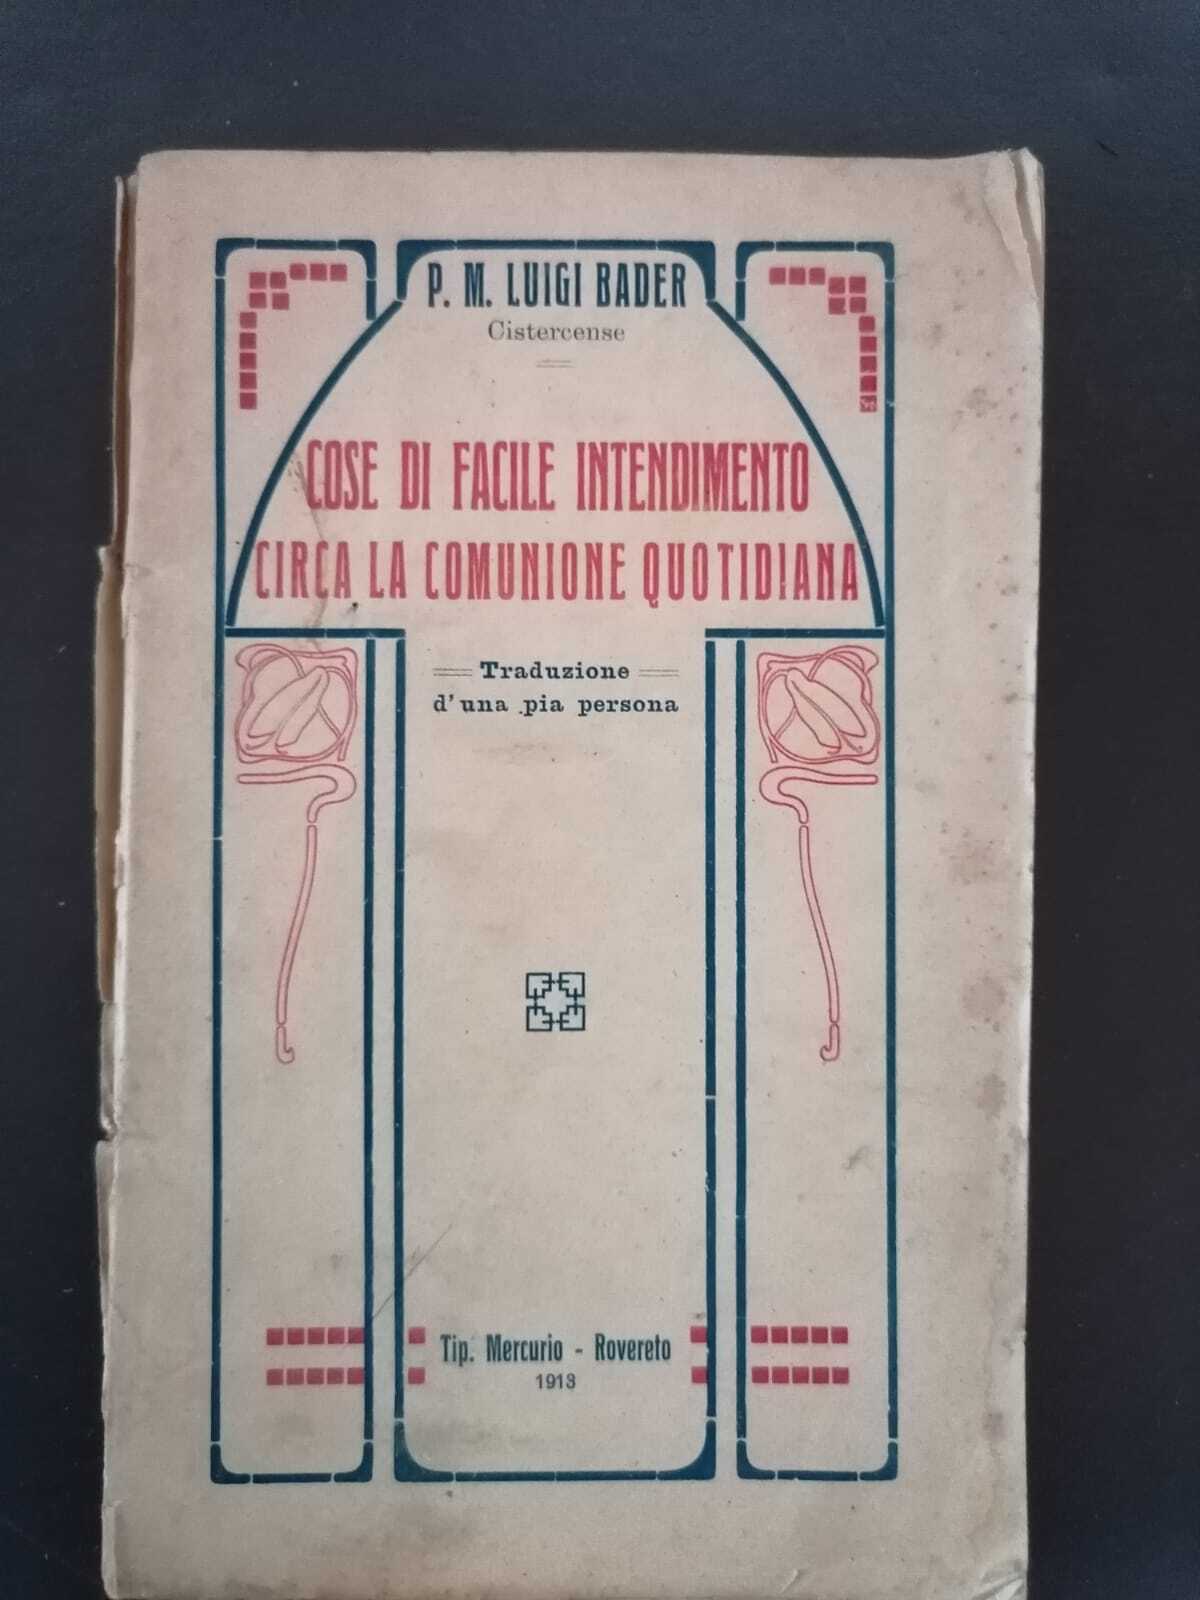 P. M. LUIGI BADER
Cistercense
COSE DI FACILE INTENDIMENTO
CIRCA LA COMUNIONE QUOTIDIANA
Traduzione
d'una pia persona
Tip. Mercurio - Rovereto
1913